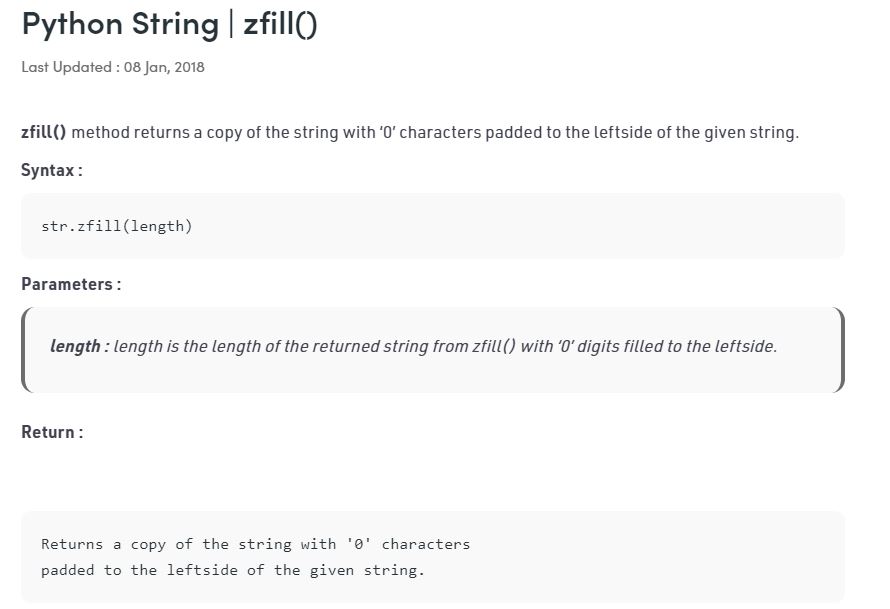 Python String | zfill()
Last Updated : 08 Jan, 2018
zfill() method returns a copy of the string with ‘0’ characters padded to the leftside of the given string.
Syntax :
str.zfill(length)
Parameters :
length : length is the length of the returned string from zfill() with ‘0’ digits filled to the leftside.
Return :
Returns a copy of the string with '0' characters
padded to the leftside of the given string.